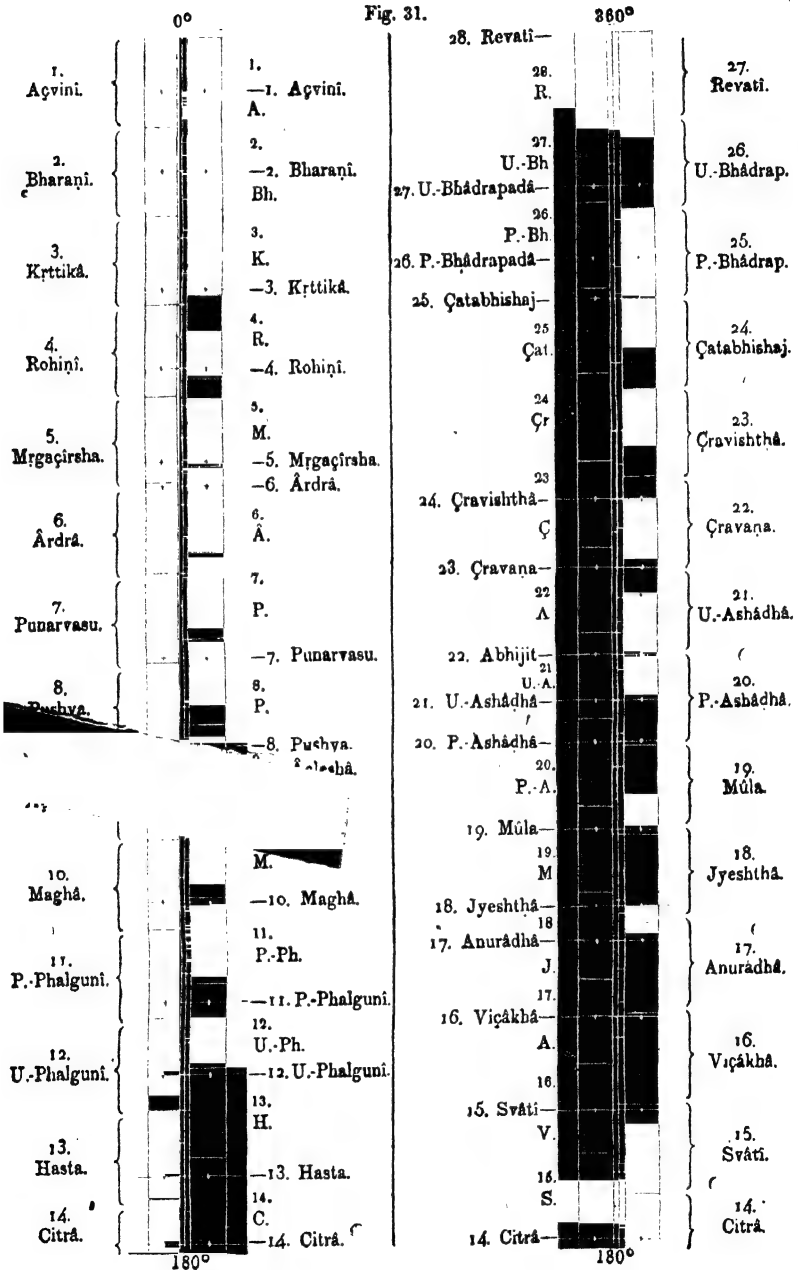 Fig. 31.
0°
1.
Açvinî.
2.
Bharaṇî.
3.
Kṛttikâ.
4.
Rohiṇî.
5.
Mṛgaçîrsha.
6.
Ârdrâ.
7.
Punarvasu.
8.
Pushya.
10.
Maghâ.
11.
P.-Phalgunî.
12.
U.-Phalgunî.
13.
Hasta.
14.
Citrâ.
1.
—1. Açvinî.
A.
2.
—2. Bharaṇî.
Bh.
3.
K.
—3. Kṛttikâ.
4.
R.
—4. Rohiṇî.
5.
M.
—5. Mṛgaçîrsha.
—6. Ârdrâ.
6.
Â.
7.
P.
—7. Punarvasu.
8.
P.
—8. Pushya.
M.
—10. Maghâ.
11.
P.-Ph.
—11. P.-Phalgunî.
12.
U.-Ph.
—12. U.-Phalgunî.
13.
H.
—13. Hasta.
14.
C.
—14. Citrâ.
180°
360°
28. Revatî—
28.
R.
27.
U.-Bh
27. U.-Bhâdrapadâ—
26.
P.-Bh.
26. P.-Bhâdrapadâ—
25. Çatabhishaj—
25
Çat.
24
Çr
23
24. Çravishthâ—
Ç
23. Çravaṇa—
22
A
22. Abhijit—
21
U.-A.
21. U.-Ashâḍhâ—
20. P.-Ashâḍhâ—
20.
P.-A.
19. Mûla—
19.
M
18. Jyeshṭhâ—
18
17. Anurâdhâ—
J.
17.
16. Viçâkhâ—
A.
16.
15. Svâtî—
V.
15.
S.
14. Citrâ—
180°
27.
Revatî.
26.
U.-Bhâdrap.
25.
P.-Bhâdrap.
24.
Çatabhishaj.
23.
Çravishṭhâ.
22.
Çravaṇa.
21.
U.-Ashâḍhâ.
20.
P.-Ashâḍhâ.
19.
Mûla.
18.
Jyeshṭhâ.
17.
Anurâdhâ.
16.
Viçâkhâ.
15.
Svâtî.
14.
Citrâ.